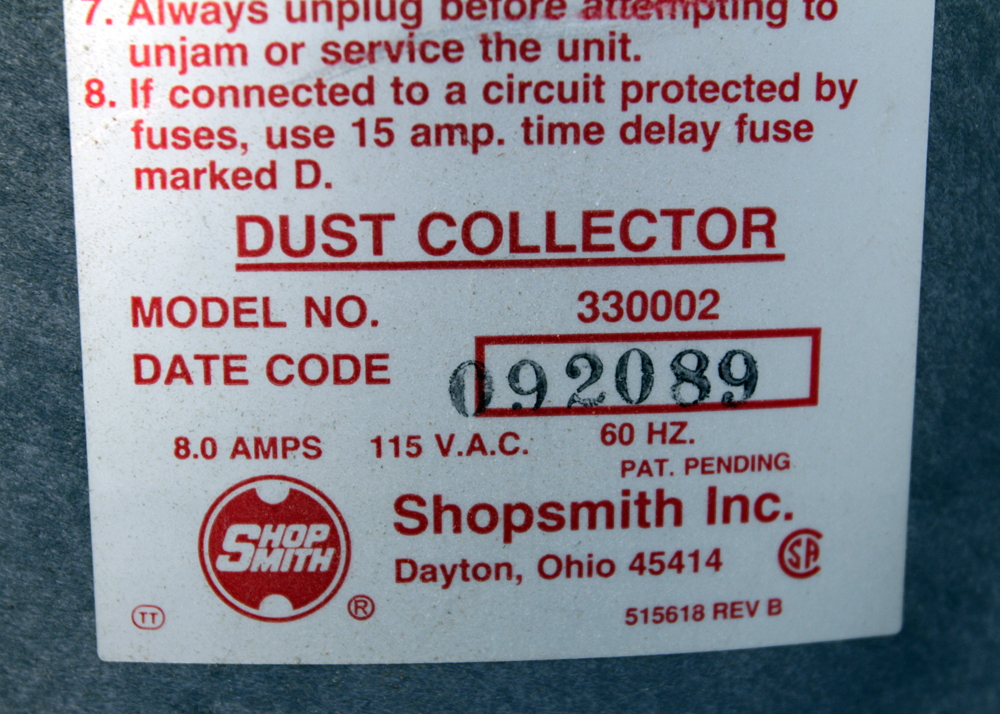 7. Always unplug before attempting to
unjam or service the unit.
8. If connected to a circuit protected by
fuses, use 15 amp. time delay fuse
marked D.
DUST COLLECTOR
MODEL NO. 330002
DATE CODE 092089
8.0 AMPS 115 V.A.C. 60 HZ.
PAT. PENDING
Shopsmith Inc.
SHOP
SMITH
Dayton, Ohio 45414
SA
TT
®
515618 REV B